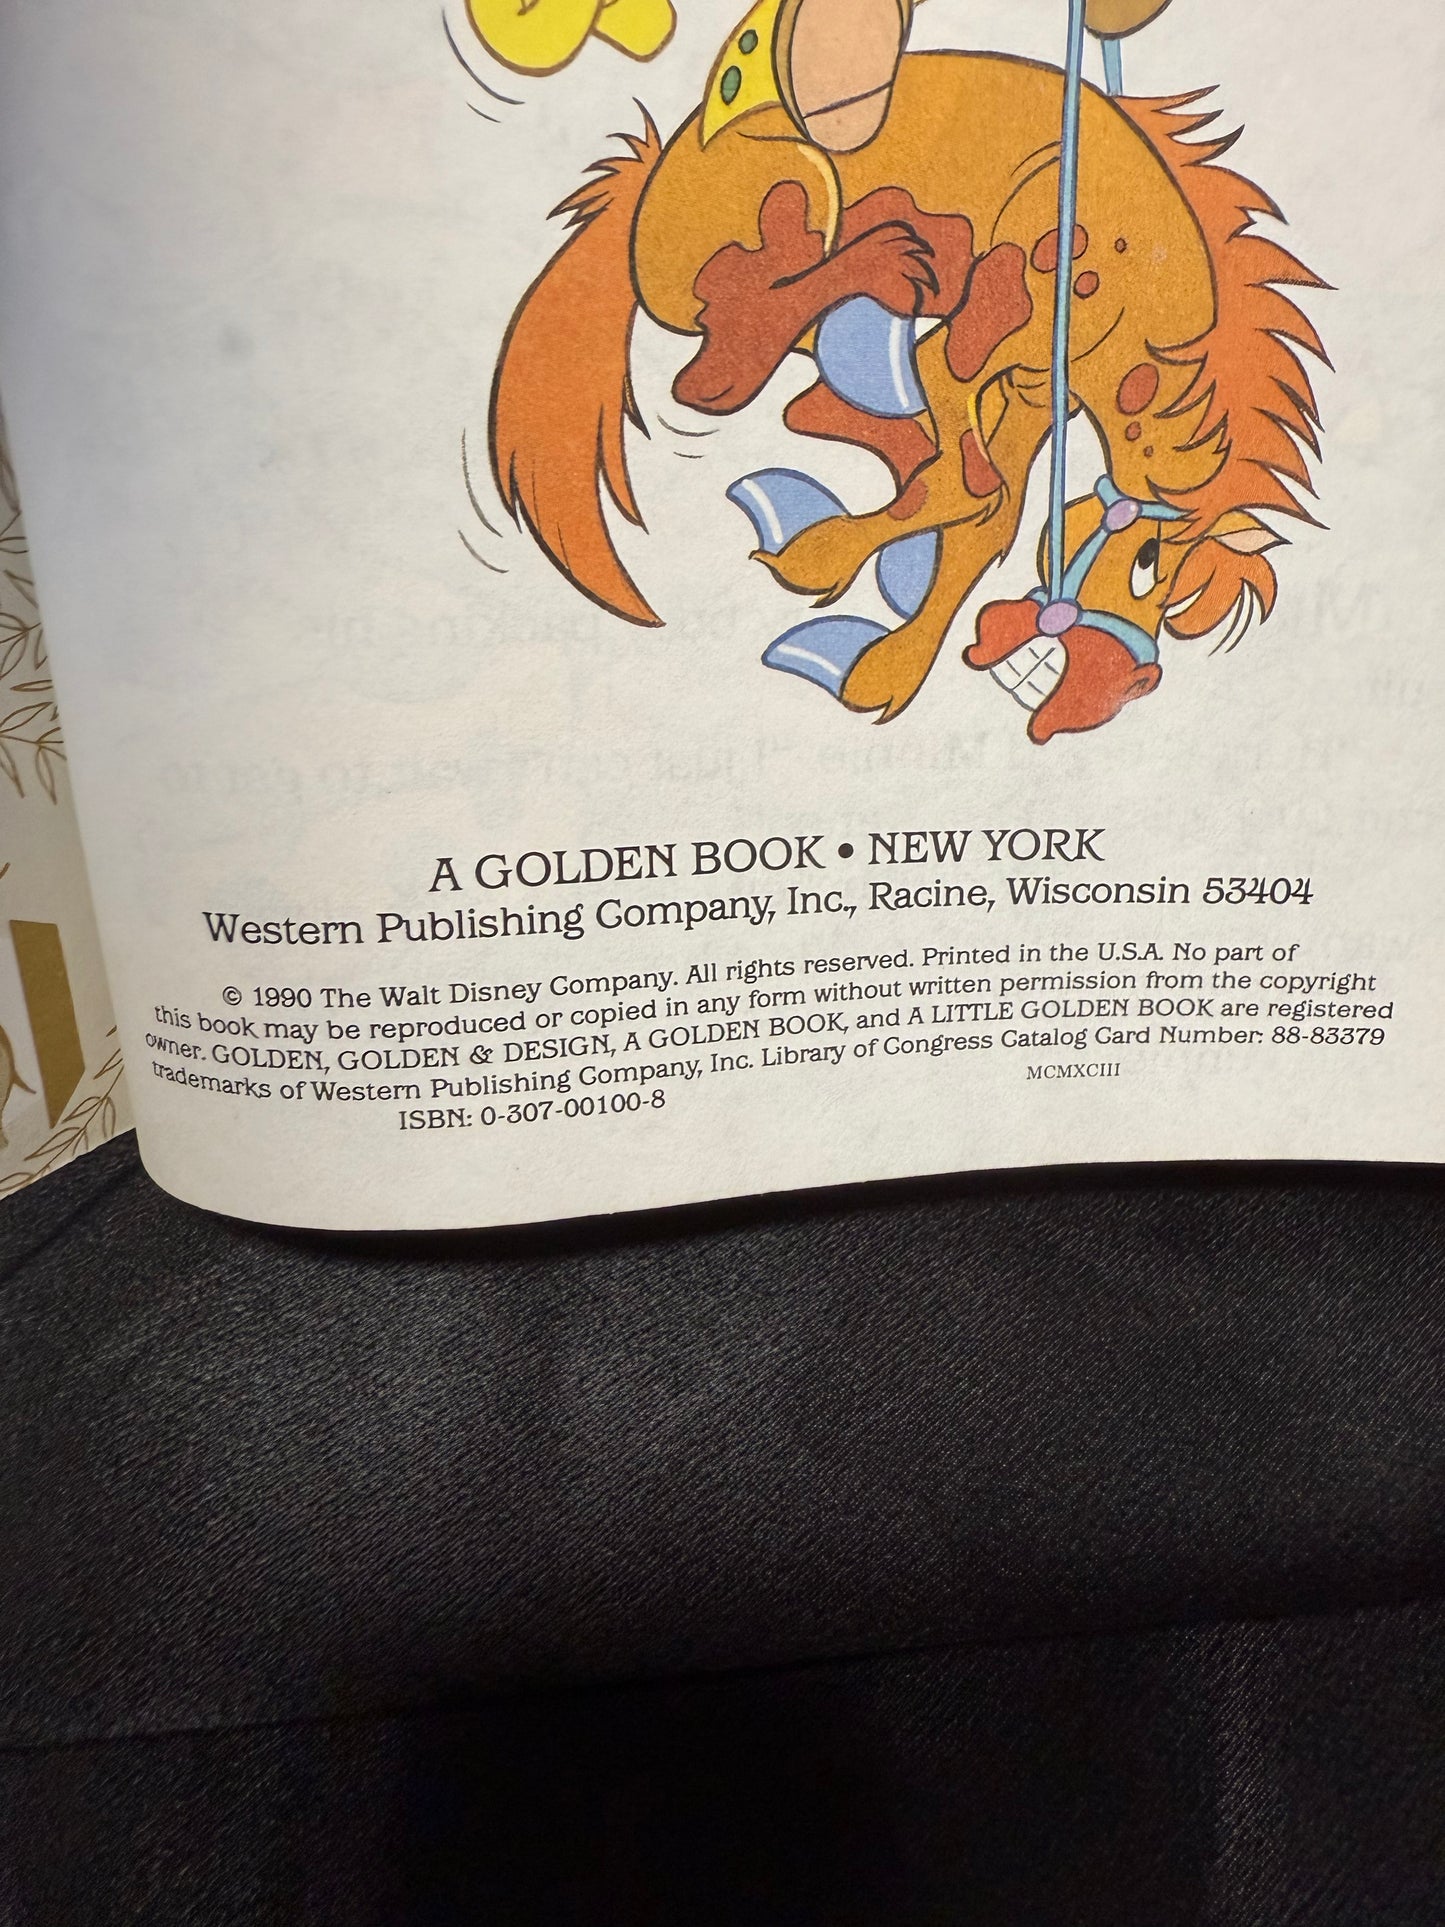 A GOLDEN BOOK • NEW YORK
Western Publishing Company, Inc., Racine, Wisconsin 53404
© 1990 The Walt Disney Company. All rights reserved. Printed in the U.S.A. No part of
this book may be reproduced or copied in any form without written permission from the copyright
owner. GOLDEN, GOLDEN & DESIGN, A GOLDEN BOOK, and A LITTLE GOLDEN BOOK are registered
trademarks of Western Publishing Company, Inc. Library of Congress Catalog Card Number: 88-83379
ISBN: 0-307-00100-8
MCMXCIII